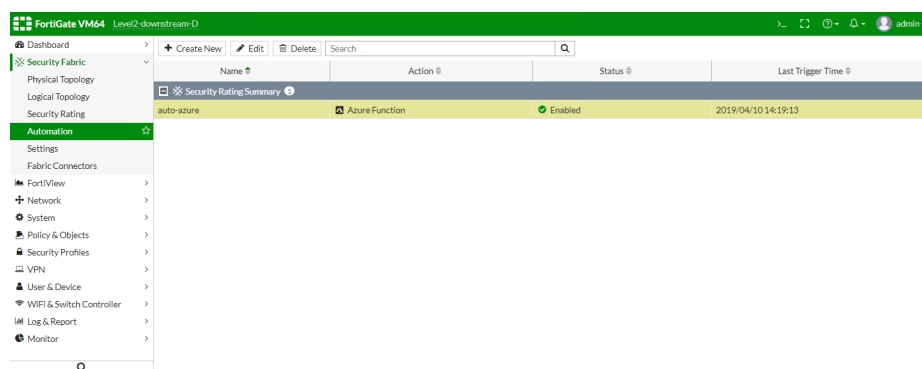 FortiGate VM64 Level2-downstream-D
>_ admin
Dashboard
Security Fabric
Physical Topology
Logical Topology
Security Rating
Automation
Settings
Fabric Connectors
FortiView
Network
System
Policy & Objects
Security Profiles
VPN
User & Device
WiFi & Switch Controller
Log & Report
Monitor
+ Create New Edit Delete Search
Name Action Status Last Trigger Time
Security Rating Summary 1
auto-azure Azure Function Enabled 2019/04/10 14:19:13